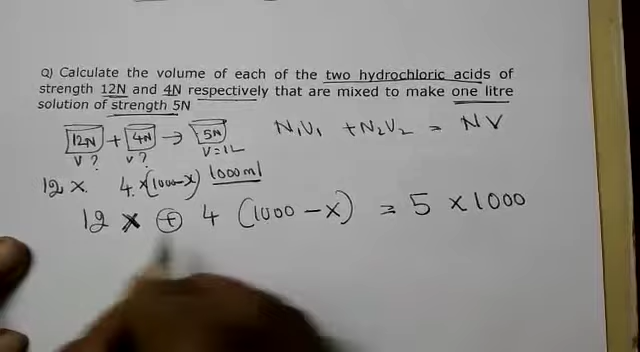 Q) Calculate the volume of each of the two hydrochloric acids of
strength 12N and 4N respectively that are mixed to make one litre
solution of strength 5N
12N + 4N → 5N N₁V₁ + N₂V₂ = NV
V? V? V=1L
12 x 4 x (1000-x) 1000ml
12 x + 4 (1000 - x) = 5 x 1000